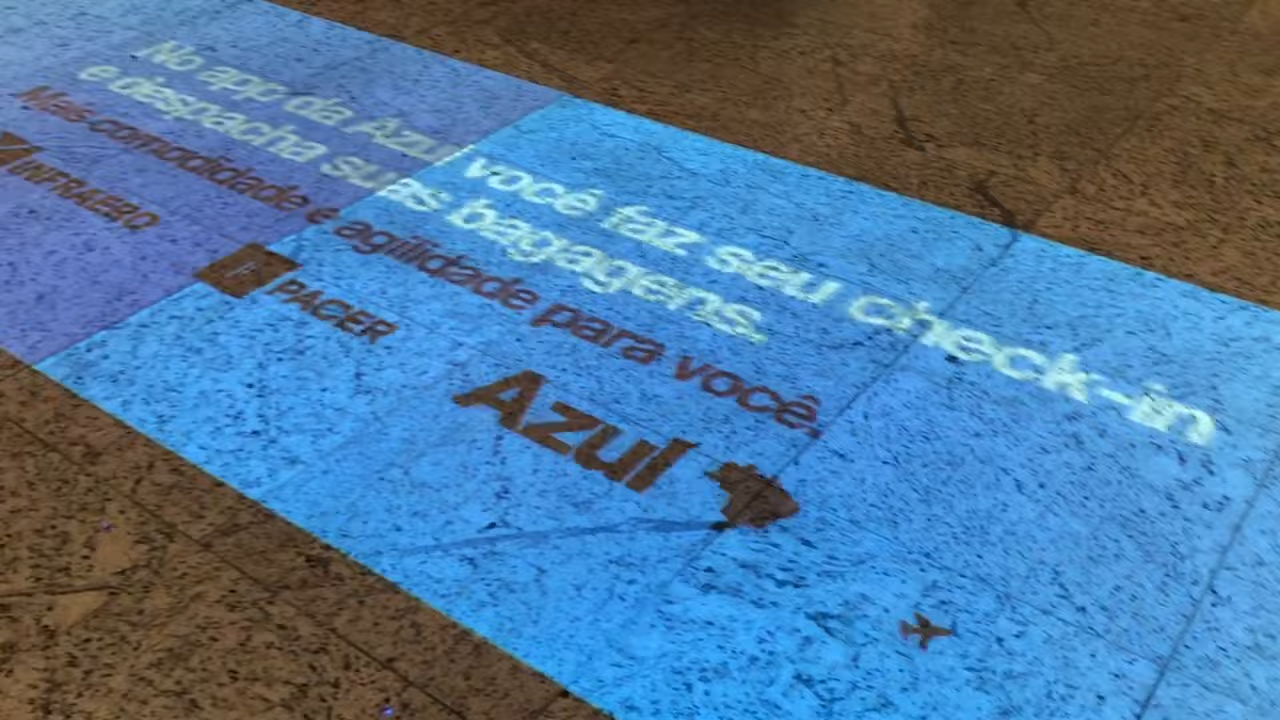 No app da Azul você faz seu check-in
e despacha suas bagagens.
Mais comodidade e agilidade para você.
INFRAERO
PACER
Azul